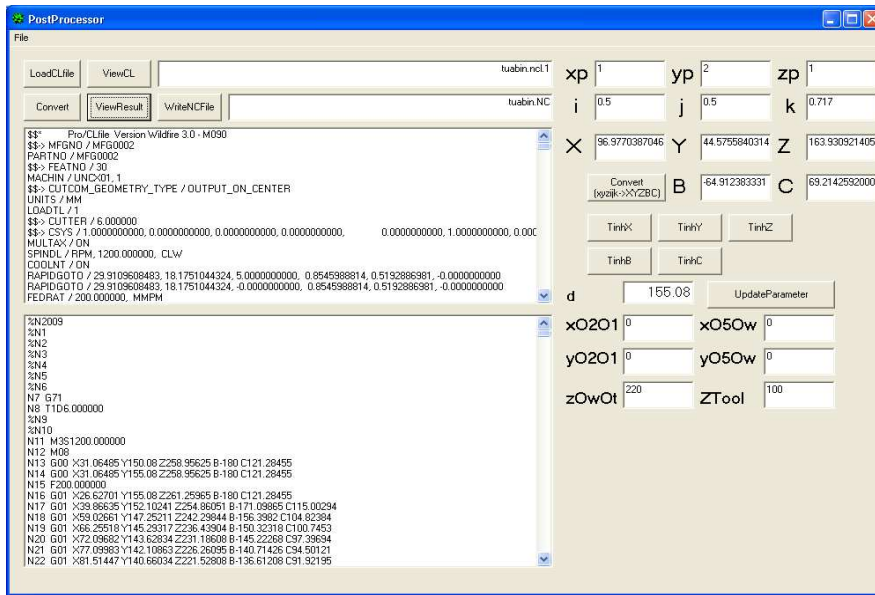 PostProcessor
File
LoadCLfile ViewCL tuabin.ncl.1
Convert ViewResult WriteNCFile tuabin.NC
$$* Pro/CLfile Version Wildfire 3.0 - M090
$$-> MFGNO / MFG0002
PARTNO / MFG0002
$$-> FEATNO / 30
MACHIN / UNCX01, 1
$$-> CUTCOM_GEOMETRY_TYPE / OUTPUT_ON_CENTER
UNITS / MM
LOADTL / 1
$$-> CUTTER / 6.000000
$$-> CSYS / 1.0000000000, 0.0000000000, 0.0000000000, 0.0000000000, 0.0000000000, 1.0000000000, 0.000
MULTAX / ON
SPINDL / RPM, 1200.000000, CLW
COOLNT / ON
RAPIDGOTO / 29.9109608483, 18.1751044324, 5.0000000000, 0.8545988814, 0.5192886981, -0.0000000000
RAPIDGOTO / 29.9109608483, 18.1751044324, -0.0000000000, 0.8545988814, 0.5192886981, -0.0000000000
FEDRAT / 200.000000, MMPM
%N2009
%N1
%N2
%N3
%N4
%N5
%N6
N7 G71
N8 T1D6.000000
%N9
%N10
N11 M3S1200.000000
N12 M08
N13 G00 X31.06485 Y150.08 Z258.95625 B-180 C121.28455
N14 G00 X31.06485 Y155.08 Z258.95625 B-180 C121.28455
N15 F200.000000
N16 G01 X26.62701 Y155.08 Z261.25965 B-180 C121.28455
N17 G01 X39.86635 Y152.10241 Z254.86051 B-171.09865 C115.00294
N18 G01 X59.02661 Y147.25211 Z242.29844 B-156.3982 C104.82384
N19 G01 X66.25518 Y145.29317 Z236.43904 B-150.32318 C100.7453
N20 G01 X72.09682 Y143.62834 Z231.18608 B-145.22268 C97.39694
N21 G01 X77.09983 Y142.10863 Z226.26095 B-140.71426 C94.50121
N22 G01 X81.51447 Y140.66034 Z221.52808 B-136.61208 C91.92195
xp 1 yp 2 zp 1
i 0.5 j 0.5 k 0.717
X 96.9770387046 Y 44.5755840314 Z 163.930921405
Convert (xyzijk->XYZBC) B -64.912383331 C 69.2142592000
TinhX TinhY TinhZ
TinhB TinhC
d 155.08 UpdateParameter
xO2O1 0 xO5Ow 0
yO2O1 0 yO5Ow 0
zOwOt 220 ZTool 100